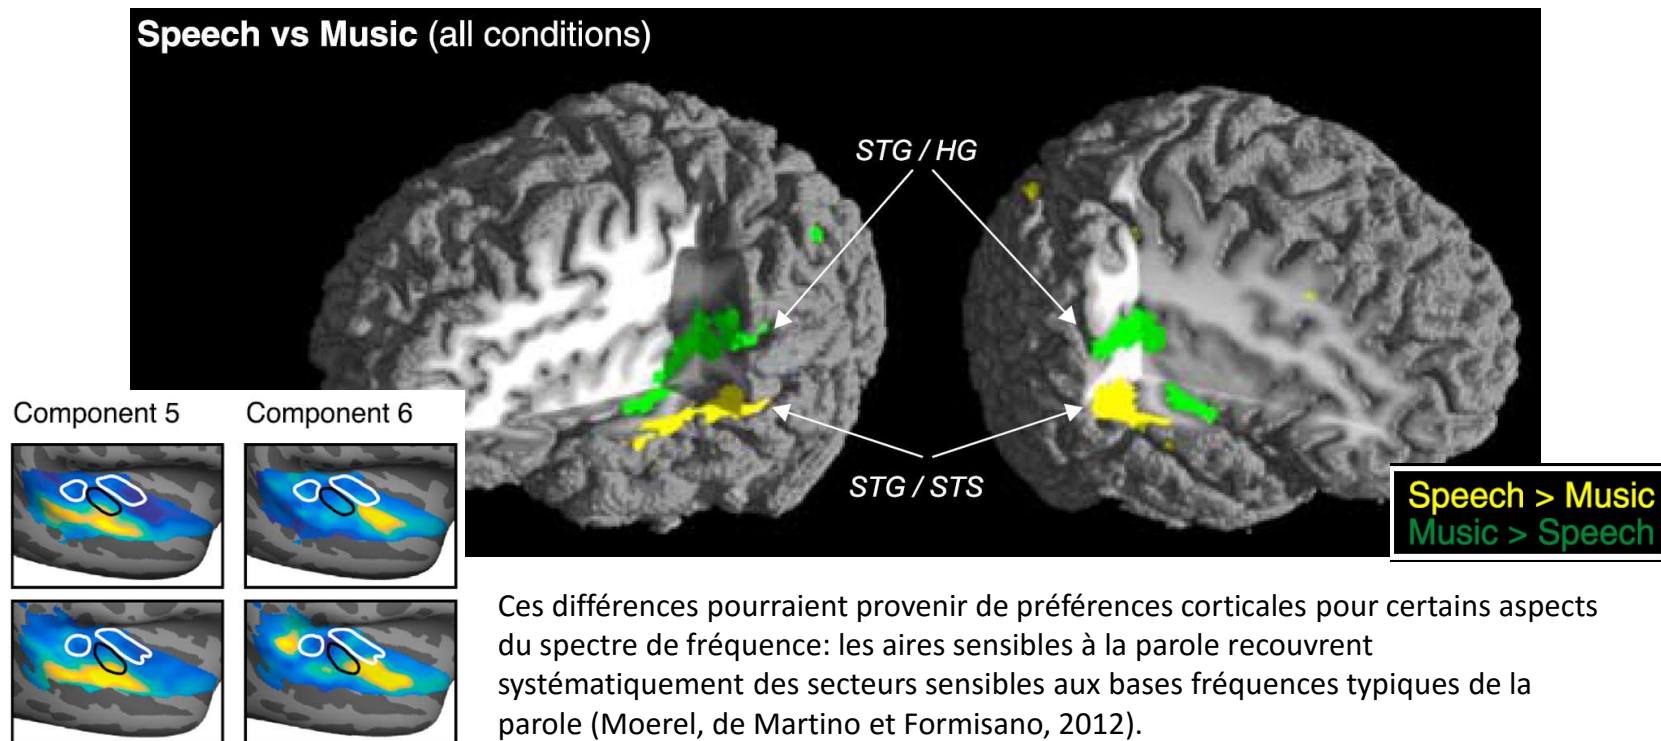 Speech vs Music (all conditions)
STG / HG
STG / STS
Speech > Music
Music > Speech
Component 5
Component 6
Ces différences pourraient provenir de préférences corticales pour certains aspects
du spectre de fréquence: les aires sensibles à la parole recouvrent
systématiquement des secteurs sensibles aux bases fréquences typiques de la
parole (Moerel, de Martino et Formisano, 2012).